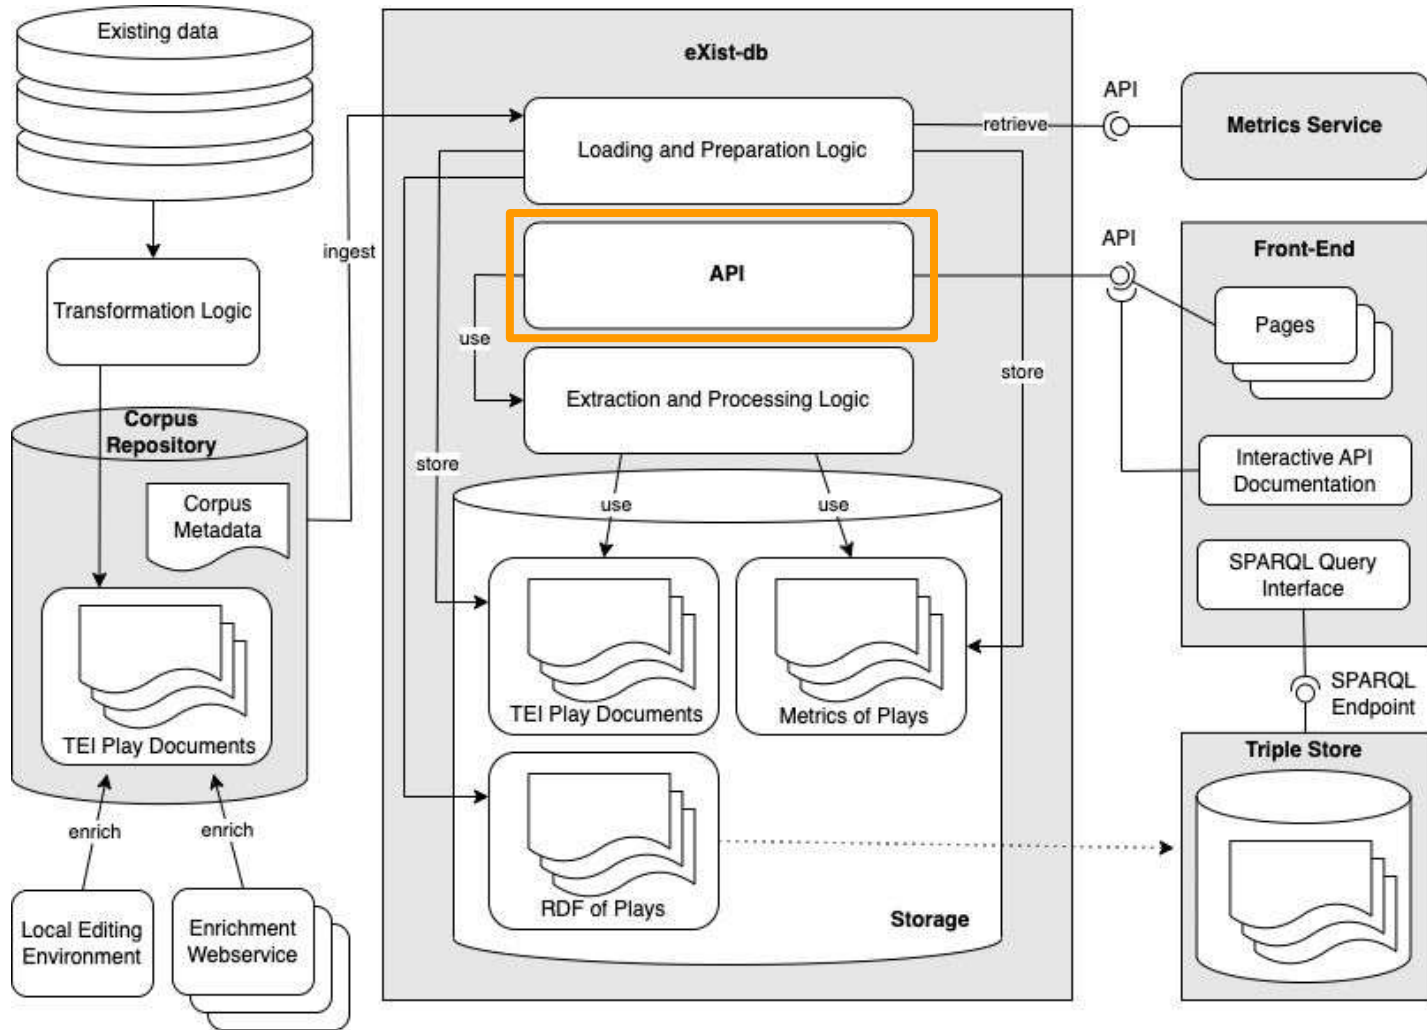 Existing data
Transformation Logic
Corpus
Repository
Corpus
Metadata
TEI Play Documents
enrich
enrich
Local Editing
Environment
Enrichment
Webservice
ingest
eXist-db
Loading and Preparation Logic
API
use
Extraction and Processing Logic
store
use
use
store
retrieve
TEI Play Documents
Metrics of Plays
RDF of Plays
Storage
API
Metrics Service
API
Front-End
Pages
Interactive API
Documentation
SPARQL Query
Interface
SPARQL
Endpoint
Triple Store